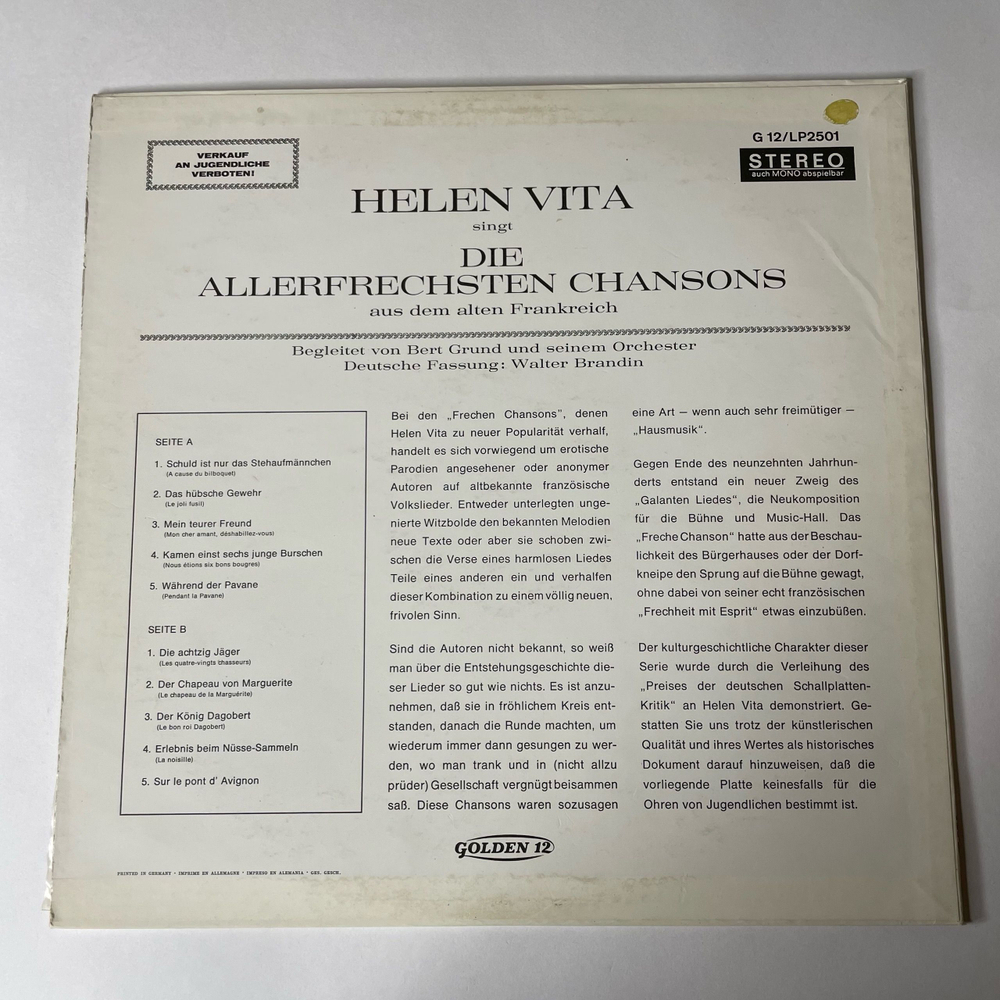 VERKAUF
AN JUGENDLICHE
VERBOTEN!
G 12/LP2501
STEREO
auch MONO abspielbar
HELEN VITA
singt
DIE
ALLERFRECHSTEN CHANSONS
aus dem alten Frankreich
Begleitet von Bert Grund und seinem Orchester
Deutsche Fassung: Walter Brandin
SEITE A
1. Schuld ist nur das Stehaufmännchen
(A cause du bilboquet)
2. Das hübsche Gewehr
(Le joli fusil)
3. Mein teurer Freund
(Mon cher amant, déshabillez-vous)
4. Kamen einst sechs junge Burschen
(Nous étions six bons bougres)
5. Während der Pavane
(Pendant la Pavane)
SEITE B
1. Die achtzig Jäger
(Les quatre-vingts chasseurs)
2. Der Chapeau von Marguerite
(Le chapeau de la Marguérite)
3. Der König Dagobert
(Le bon roi Dagobert)
4. Erlebnis beim Nüsse-Sammeln
(La noisille)
5. Sur le pont d' Avignon
Bei den „Frechen Chansons", denen
Helen Vita zu neuer Popularität verhalf,
handelt es sich vorwiegend um erotische
Parodien angesehener oder anonymer
Autoren auf altbekannte französische
Volkslieder. Entweder unterlegten unge-
nierte Witzbolde den bekannten Melodien
neue Texte oder aber sie schoben zwi-
schen die Verse eines harmlosen Liedes
Teile eines anderen ein und verhalfen
dieser Kombination zu einem völlig neuen,
frivolen Sinn.
Sind die Autoren nicht bekannt, so weiß
man über die Entstehungsgeschichte die-
ser Lieder so gut wie nichts. Es ist anzu-
nehmen, daß sie in fröhlichem Kreis ent-
standen, danach die Runde machten, um
wiederum immer dann gesungen zu wer-
den, wo man trank und in (nicht allzu
prüder) Gesellschaft vergnügt beisammen
saß. Diese Chansons waren sozusagen
eine Art — wenn auch sehr freimütiger —
„Hausmusik".
Gegen Ende des neunzehnten Jahrhun-
derts entstand ein neuer Zweig des
„Galanten Liedes", die Neukomposition
für die Bühne und Music-Hall. Das
„Freche Chanson" hatte aus der Beschau-
lichkeit des Bürgerhauses oder der Dorf-
kneipe den Sprung auf die Bühne gewagt,
ohne dabei von seiner echt französischen
„Frechheit mit Esprit" etwas einzubüßen.
Der kulturgeschichtliche Charakter dieser
Serie wurde durch die Verleihung des
„Preises der deutschen Schallplatten-
Kritik" an Helen Vita demonstriert. Ge-
statten Sie uns trotz der künstlerischen
Qualität und ihres Wertes als historisches
Dokument darauf hinzuweisen, daß die
vorliegende Platte keinesfalls für die
Ohren von Jugendlichen bestimmt ist.
GOLDEN 12
PRINTED IN GERMANY · IMPRIME EN ALLEMAGNE · IMPRESO EN ALEMANIA · GES. GESCH.